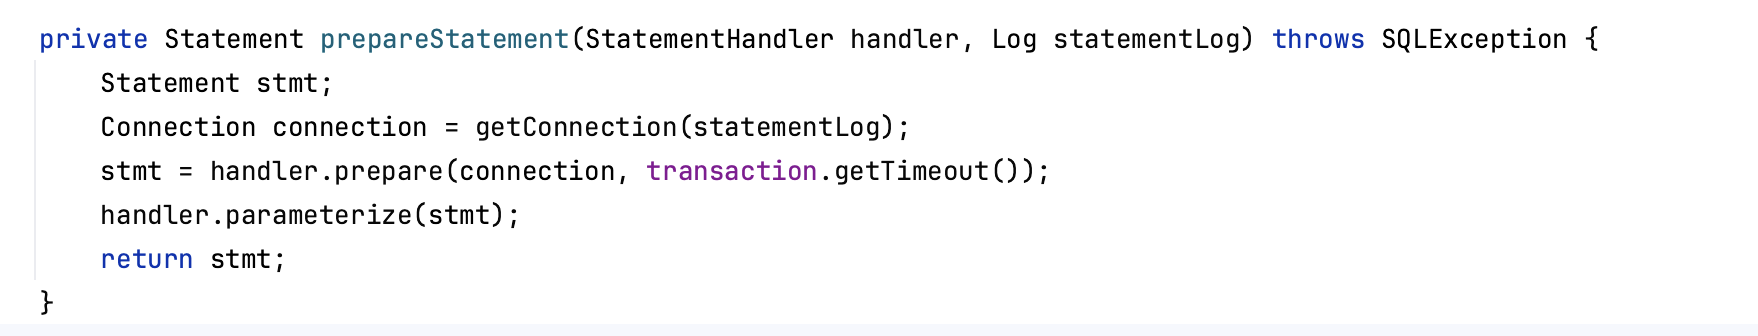 private Statement prepareStatement(StatementHandler handler, Log statementLog) throws SQLException {
    Statement stmt;
    Connection connection = getConnection(statementLog);
    stmt = handler.prepare(connection, transaction.getTimeout());
    handler.parameterize(stmt);
    return stmt;
}